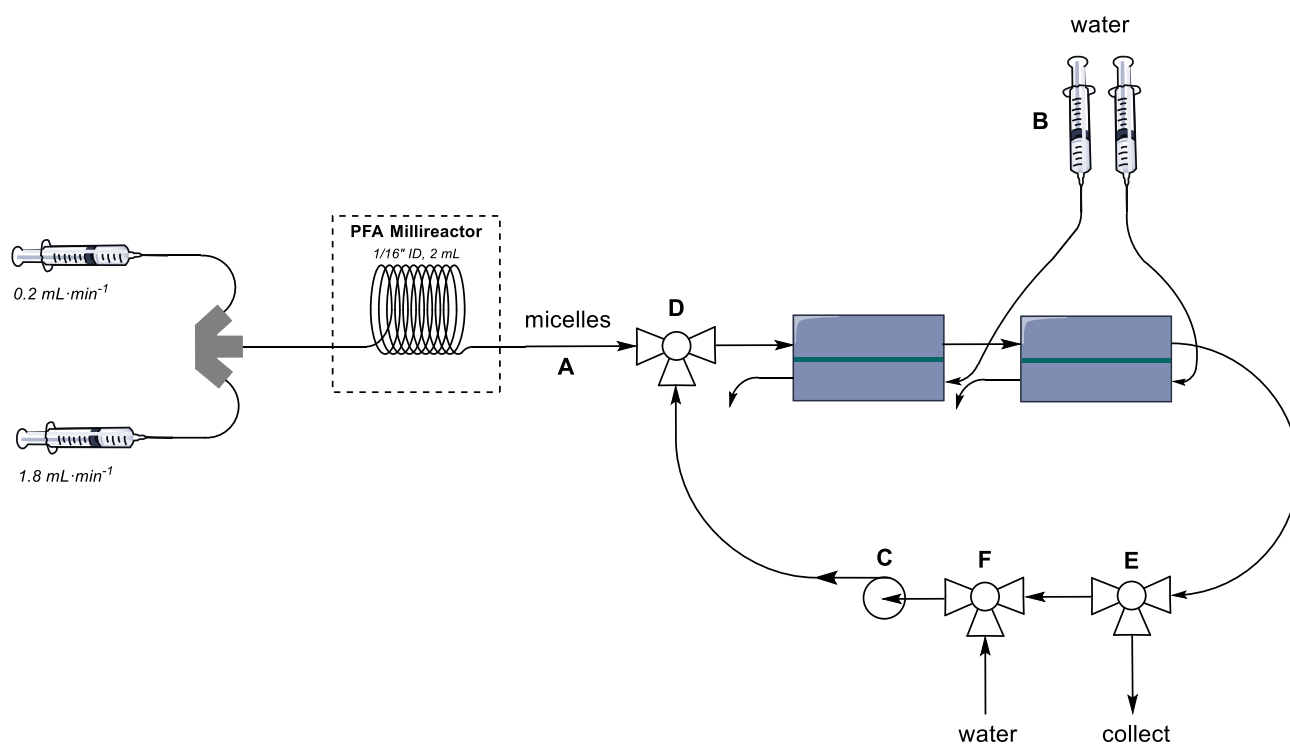 water
B
PFA Millireactor
1/16" ID, 2 mL
0.2 mL·min-1
micelles
D
A
1.8 mL·min-1
C
F
E
water
collect